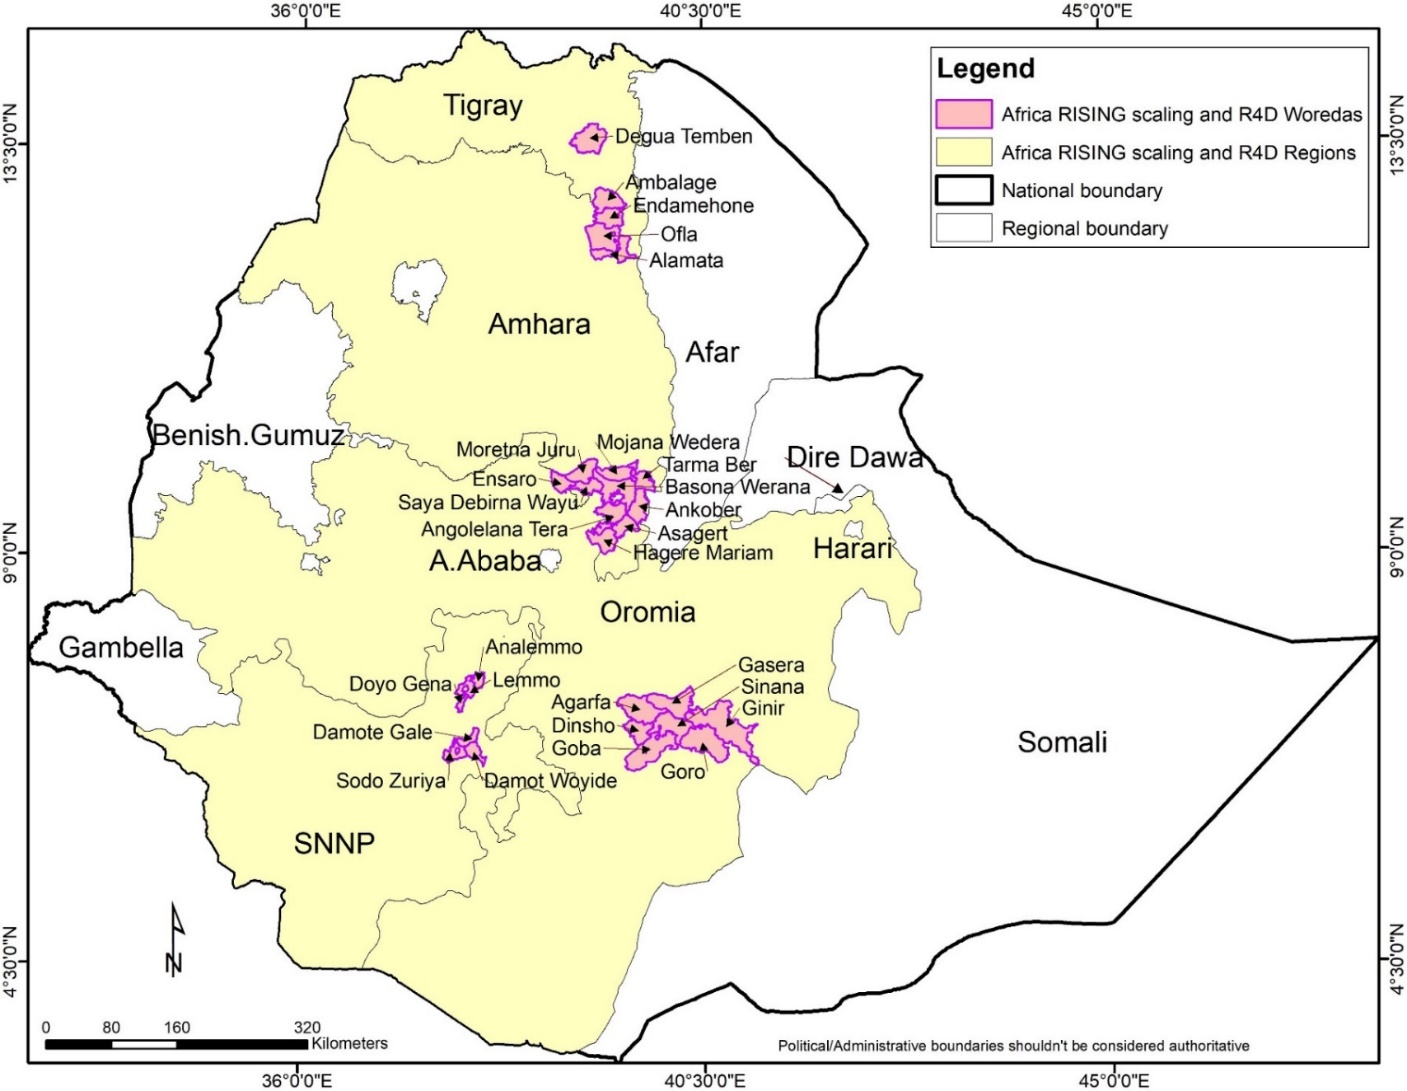 36°0'0"E
40°30'0"E
45°0'0"E
Legend
Africa RISING scaling and R4D Woredas
Africa RISING scaling and R4D Regions
National boundary
Regional boundary
13°30'0"N
13°30'0"N
Tigray
Degua Temben
Ambalage
Endamehone
Ofla
Alamata
Amhara
Afar
Benish.Gumuz
Moretna Juru
Mojana Wedera
Dire Dawa
Tarma Ber
Ensaro
Basona Werana
Saya Debirna Wayu
Ankober
Angolelana Tera
Asagert
Hagere Mariam
Harari
9°0'0"N
9°0'0"N
A.Ababa
Oromia
Gambella
Analemmo
Doyo Gena
Lemmo
Gasera
Sinana
Agarfa
Ginir
Dinsho
Damote Gale
Goba
Somali
Goro
Sodo Zuriya
Damot Woyide
SNNP
4°30'0"N
4°30'0"N
N
0 80 160 320
Kilometers
Political/Administrative boundaries shouldn't be considered authoritative
36°0'0"E
40°30'0"E
45°0'0"E